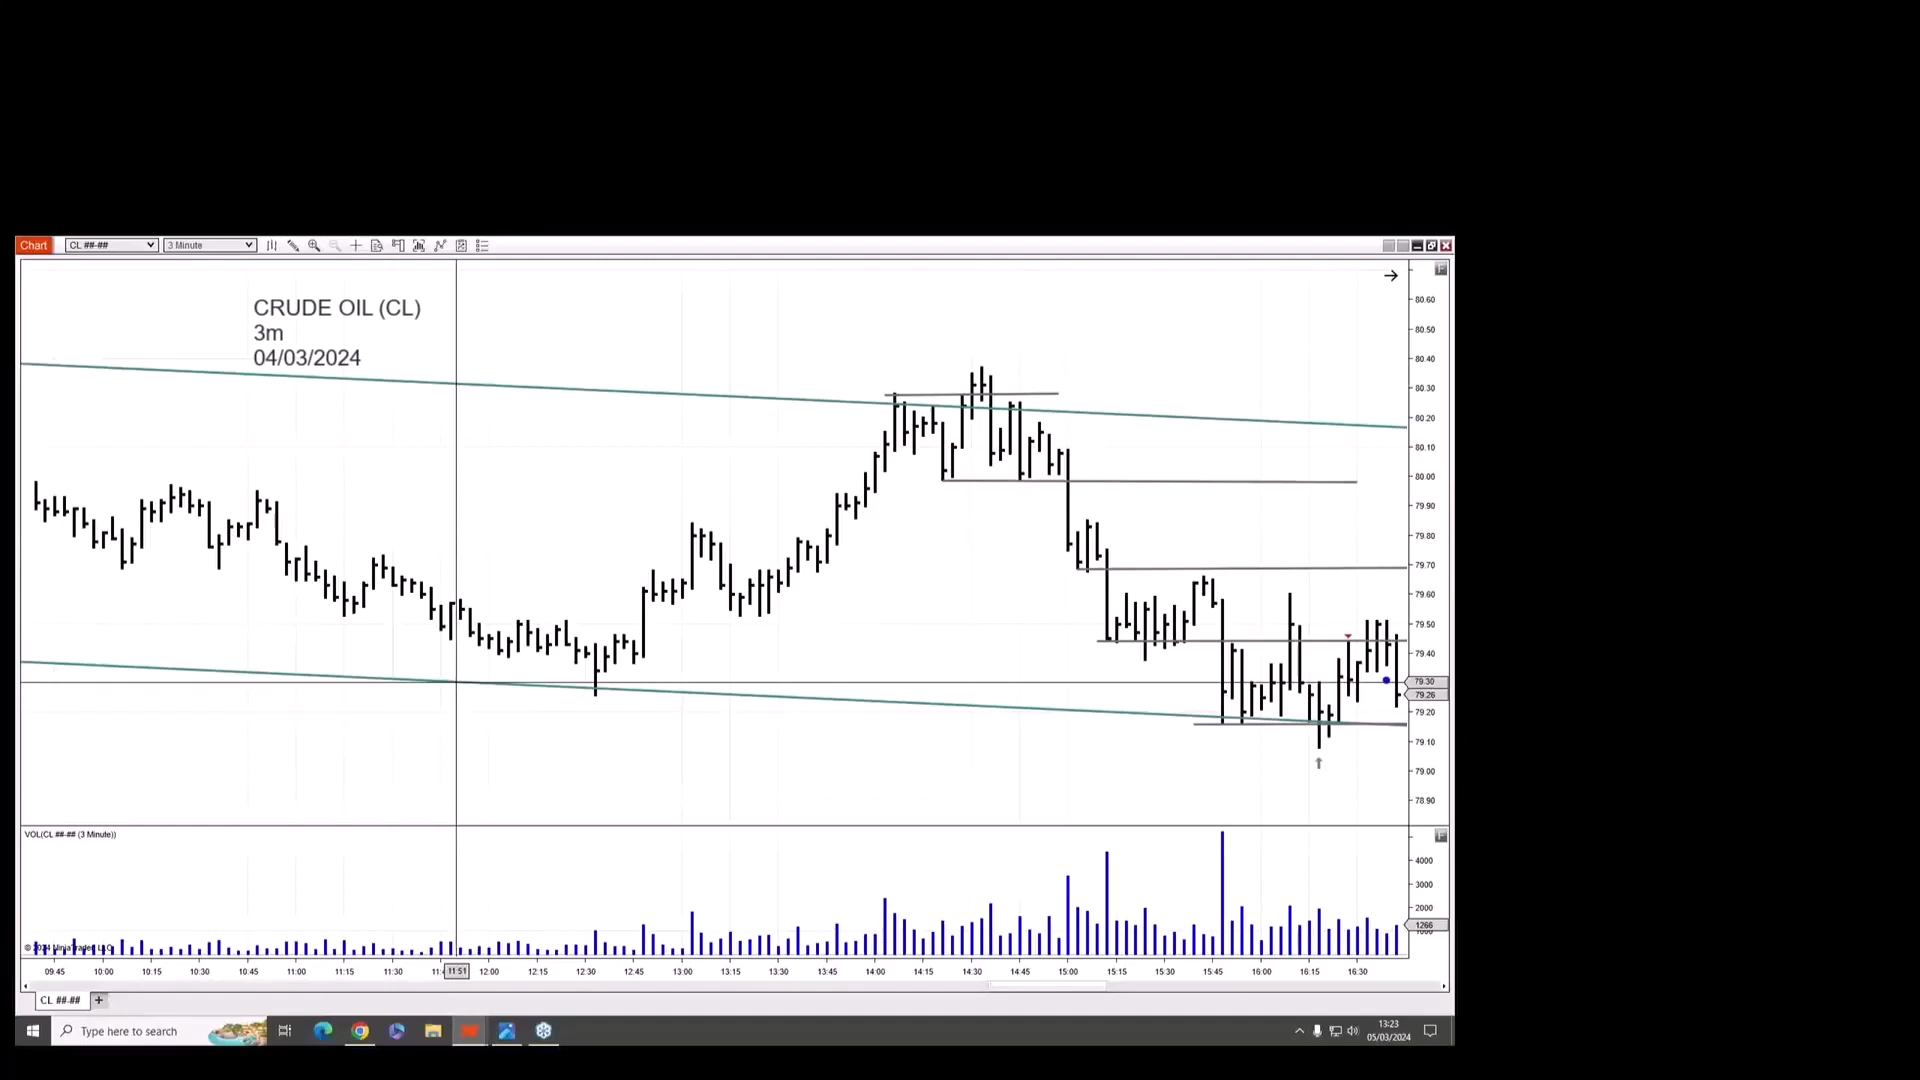 Chart CL ##-## 3 Minute
CRUDE OIL (CL)
3m
04/03/2024
F
80.60
80.50
80.40
80.30
80.20
80.10
80.00
79.90
79.80
79.70
79.60
79.50
79.40
79.30
79.26
79.20
79.10
79.00
78.90
VOL(CL ##-## (3 Minute))
F
4000
3000
2000
1266
© 2024 NinjaTrader, LLC
09:45 10:00 10:15 10:30 10:45 11:00 11:15 11:30 11:51 12:00 12:15 12:30 12:45 13:00 13:15 13:30 13:45 14:00 14:15 14:30 14:45 15:00 15:15 15:30 15:45 16:00 16:15 16:30
CL ##-## +
Type here to search
13:23
05/03/2024